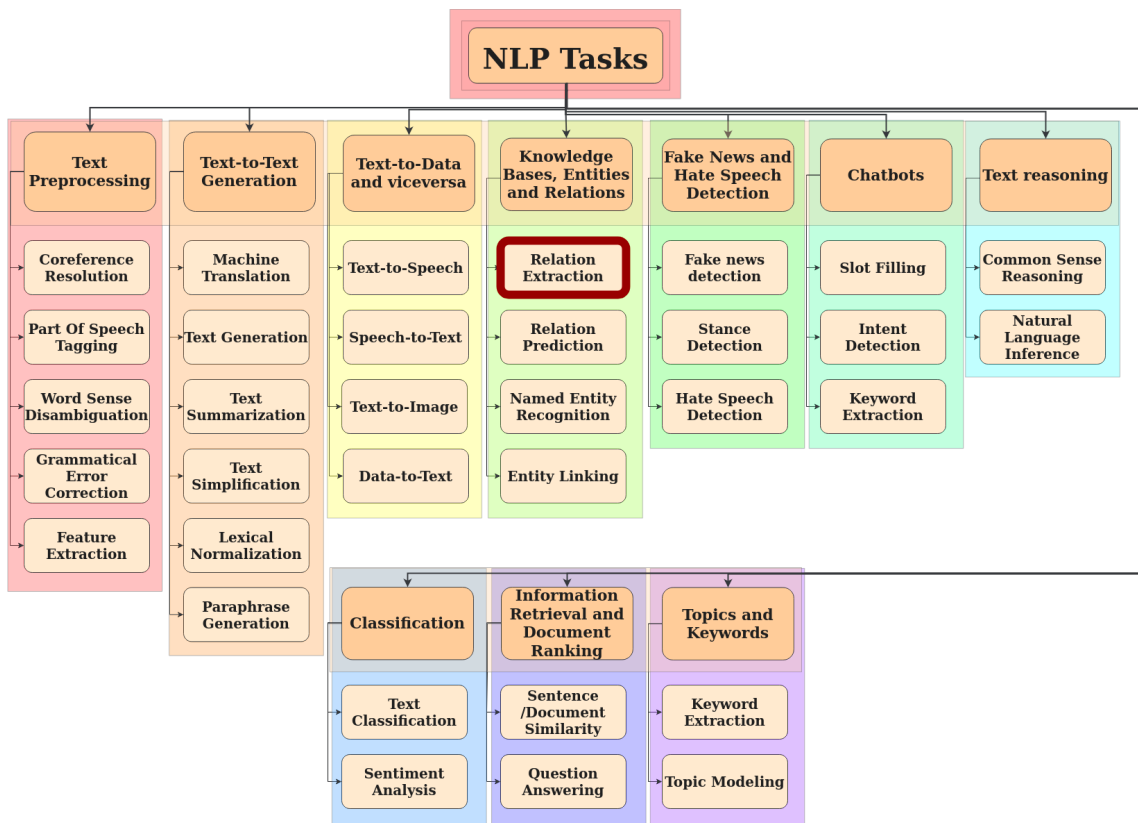 NLP Tasks
Text
Preprocessing
Text-to-Text
Generation
Text-to-Data
and viceversa
Knowledge
Bases, Entities
and Relations
Fake News and
Hate Speech
Detection
Chatbots
Text reasoning
Coreference
Resolution
Part Of Speech
Tagging
Word Sense
Disambiguation
Grammatical
Error
Correction
Feature
Extraction
Machine
Translation
Text Generation
Text
Summarization
Text
Simplification
Lexical
Normalization
Paraphrase
Generation
Text-to-Speech
Speech-to-Text
Text-to-Image
Data-to-Text
Relation
Extraction
Relation
Prediction
Named Entity
Recognition
Entity Linking
Fake news
detection
Stance
Detection
Hate Speech
Detection
Slot Filling
Intent
Detection
Keyword
Extraction
Common Sense
Reasoning
Natural
Language
Inference
Classification
Information
Retrieval and
Document
Ranking
Topics and
Keywords
Text
Classification
Sentiment
Analysis
Sentence
/Document
Similarity
Question
Answering
Keyword
Extraction
Topic Modeling